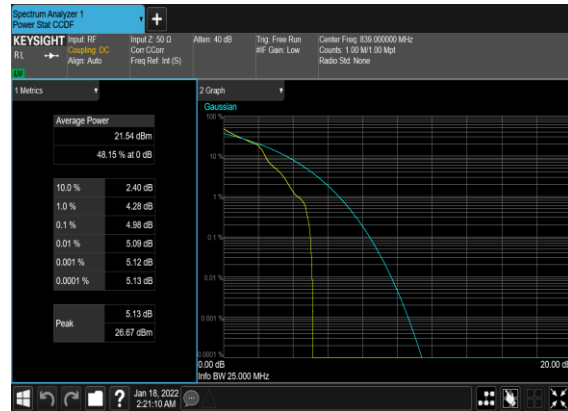 Spectrum Analyzer 1
Power Stat CCDF
+
KEYSIGHT
RL
LW
Input: RF
Coupling: DC
Align: Auto
Input Z: 50 Ω
Corr CCorr
Freq Ref: Int (S)
Atten: 40 dB
Trig: Free Run
#IF Gain: Low
Center Freq: 839.000000 MHz
Counts: 1.00 M/1.00 Mpt
Radio Std: None
1 Metrics
Average Power
21.54 dBm
48.15 % at 0 dB
10.0 % 2.40 dB
1.0 % 4.28 dB
0.1 % 4.98 dB
0.01 % 5.09 dB
0.001 % 5.12 dB
0.0001 % 5.13 dB
Peak 5.13 dB
26.67 dBm
2 Graph
Gaussian
100 %
10 %
1 %
0.1 %
0.01 %
0.001 %
0.0001 %
0.00 dB
20.00 dB
Info BW 25.000 MHz
?
Jan 18, 2022
2:21:10 AM